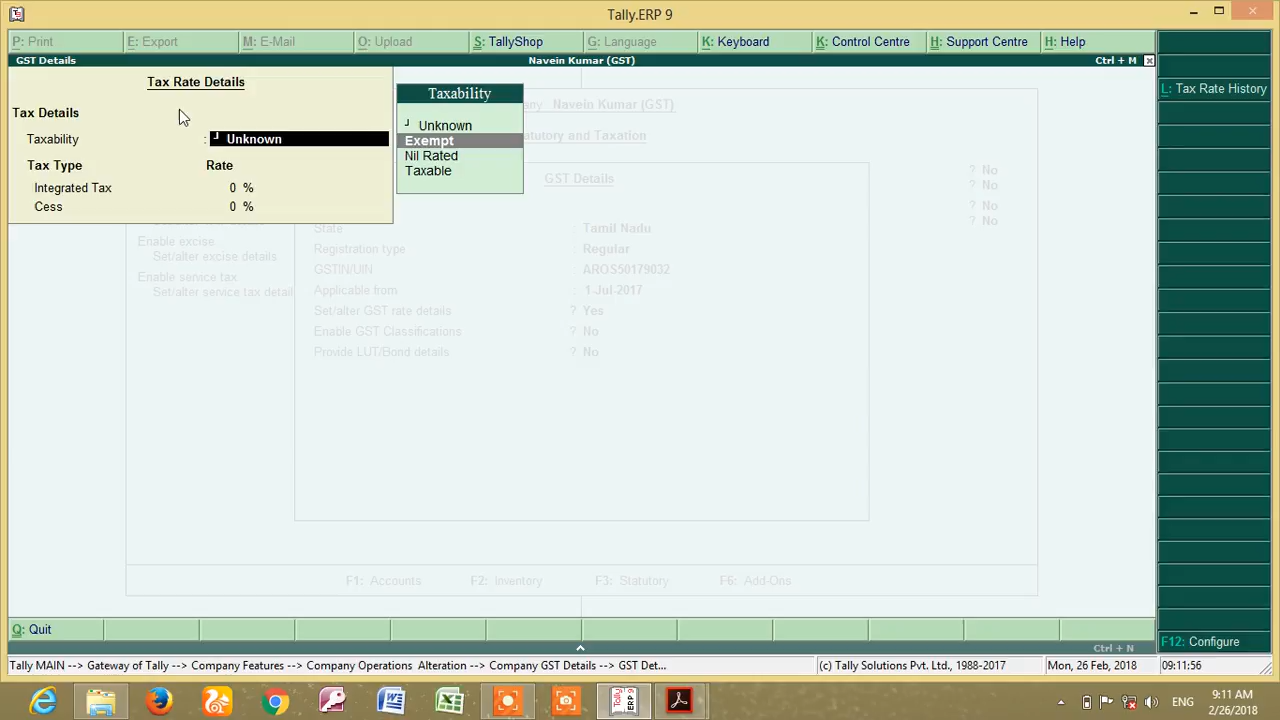 Tally.ERP 9
P: Print
E: Export
M: E-Mail
O: Upload
S: TallyShop
G: Language
K: Keyboard
K: Control Centre
H: Support Centre
H: Help
GST Details
Navein Kumar (GST)
Ctrl + M
L: Tax Rate History
Tax Rate Details
Tax Details
Taxability : ┘ Unknown
Tax Type Rate
Integrated Tax 0 %
Cess 0 %
Taxability
┘ Unknown
Exempt
Nil Rated
Taxable
Navein Kumar (GST)
and Taxation
GST Details
? No
? No
? No
? No
State : Tamil Nadu
Registration type : Regular
GSTIN/UIN : AROS50179032
Applicable from : 1-Jul-2017
Set/alter GST rate details ? Yes
Enable GST Classifications ? No
Provide LUT/Bond details ? No
Enable excise
Set/alter excise details
Enable service tax
Set/alter service tax detail
F1: Accounts
F2: Inventory
F3: Statutory
F6: Add-Ons
Q: Quit
F12: Configure
Ctrl + N
Tally MAIN --> Gateway of Tally --> Company Features --> Company Operations Alteration --> Company GST Details --> GST Det...
(c) Tally Solutions Pvt. Ltd., 1988-2017
Mon, 26 Feb, 2018
09:11:56
ENG
9:11 AM
2/26/2018